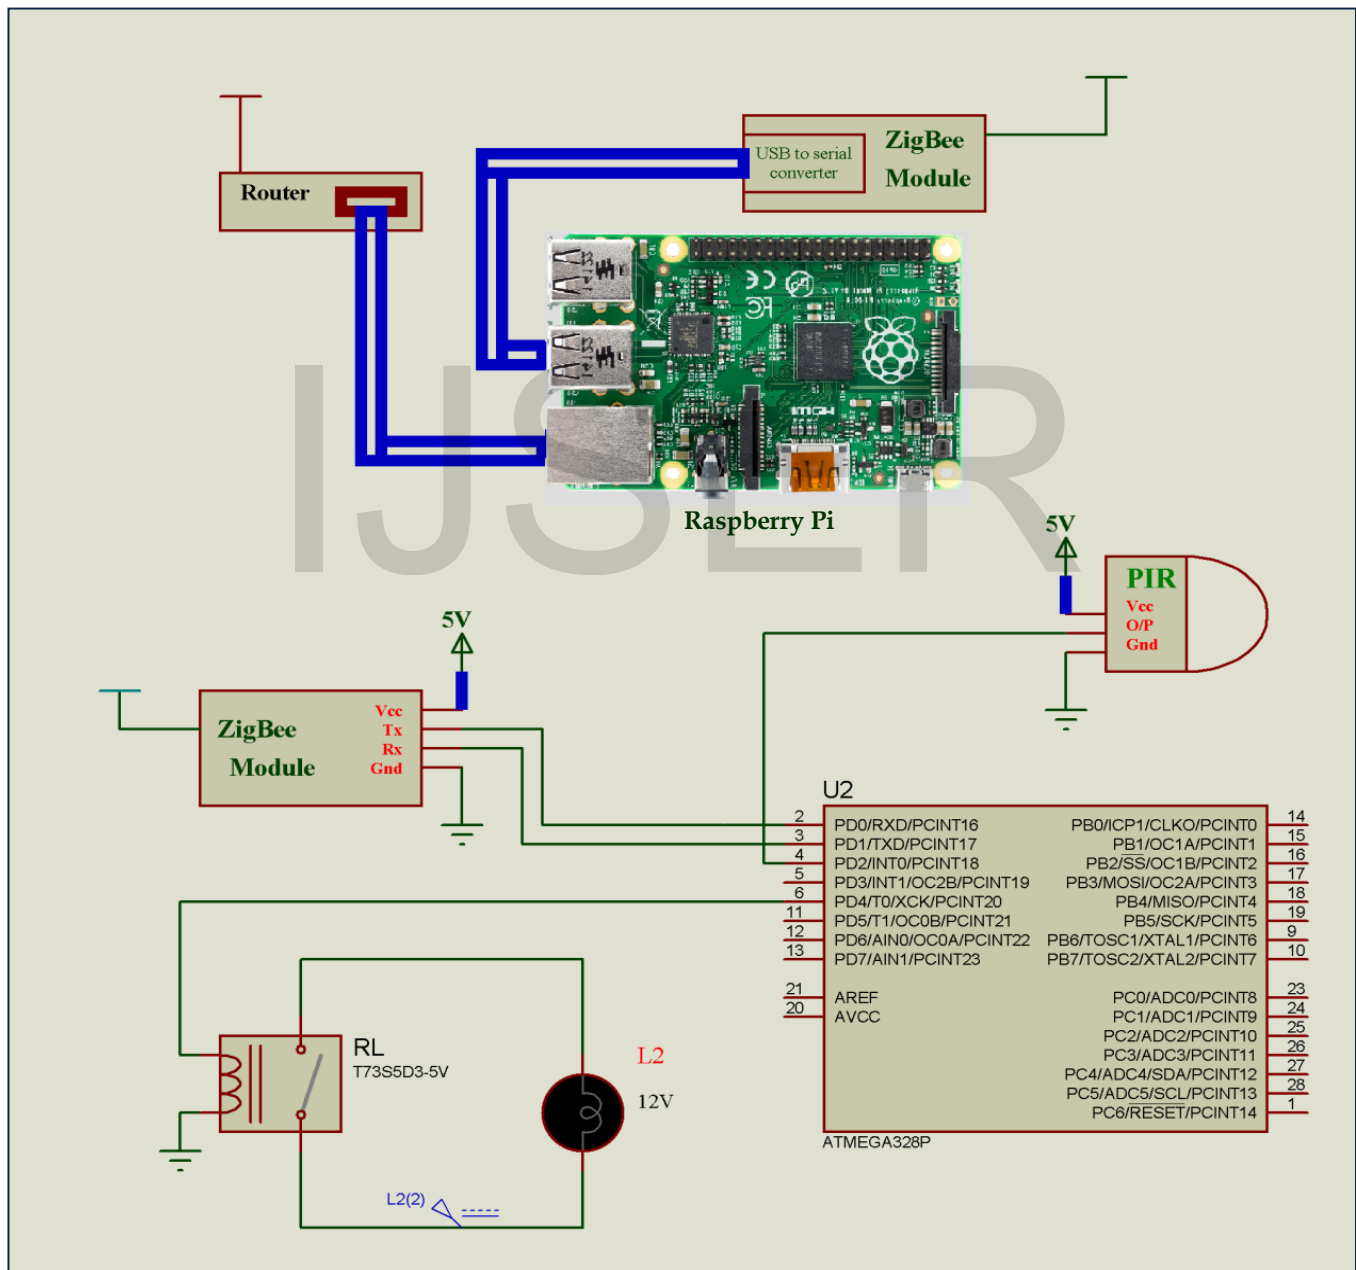 Router
USB to serial
converter
ZigBee
Module
IJSER
Raspberry Pi
5V
PIR
Vcc
O/P
Gnd
5V
ZigBee
Module
Vcc
Tx
Rx
Gnd
U2
2 PD0/RXD/PCINT16
3 PD1/TXD/PCINT17
4 PD2/INT0/PCINT18
5 PD3/INT1/OC2B/PCINT19
6 PD4/T0/XCK/PCINT20
11 PD5/T1/OC0B/PCINT21
12 PD6/AIN0/OC0A/PCINT22
13 PD7/AIN1/PCINT23
21 AREF
20 AVCC
PB0/ICP1/CLKO/PCINT0 14
PB1/OC1A/PCINT1 15
PB2/SS/OC1B/PCINT2 16
PB3/MOSI/OC2A/PCINT3 17
PB4/MISO/PCINT4 18
PB5/SCK/PCINT5 19
PB6/TOSC1/XTAL1/PCINT6 9
PB7/TOSC2/XTAL2/PCINT7 10
PC0/ADC0/PCINT8 23
PC1/ADC1/PCINT9 24
PC2/ADC2/PCINT10 25
PC3/ADC3/PCINT11 26
PC4/ADC4/SDA/PCINT12 27
PC5/ADC5/SCL/PCINT13 28
PC6/RESET/PCINT14 1
ATMEGA328P
RL
T73S5D3-5V
L2
12V
L2(2)